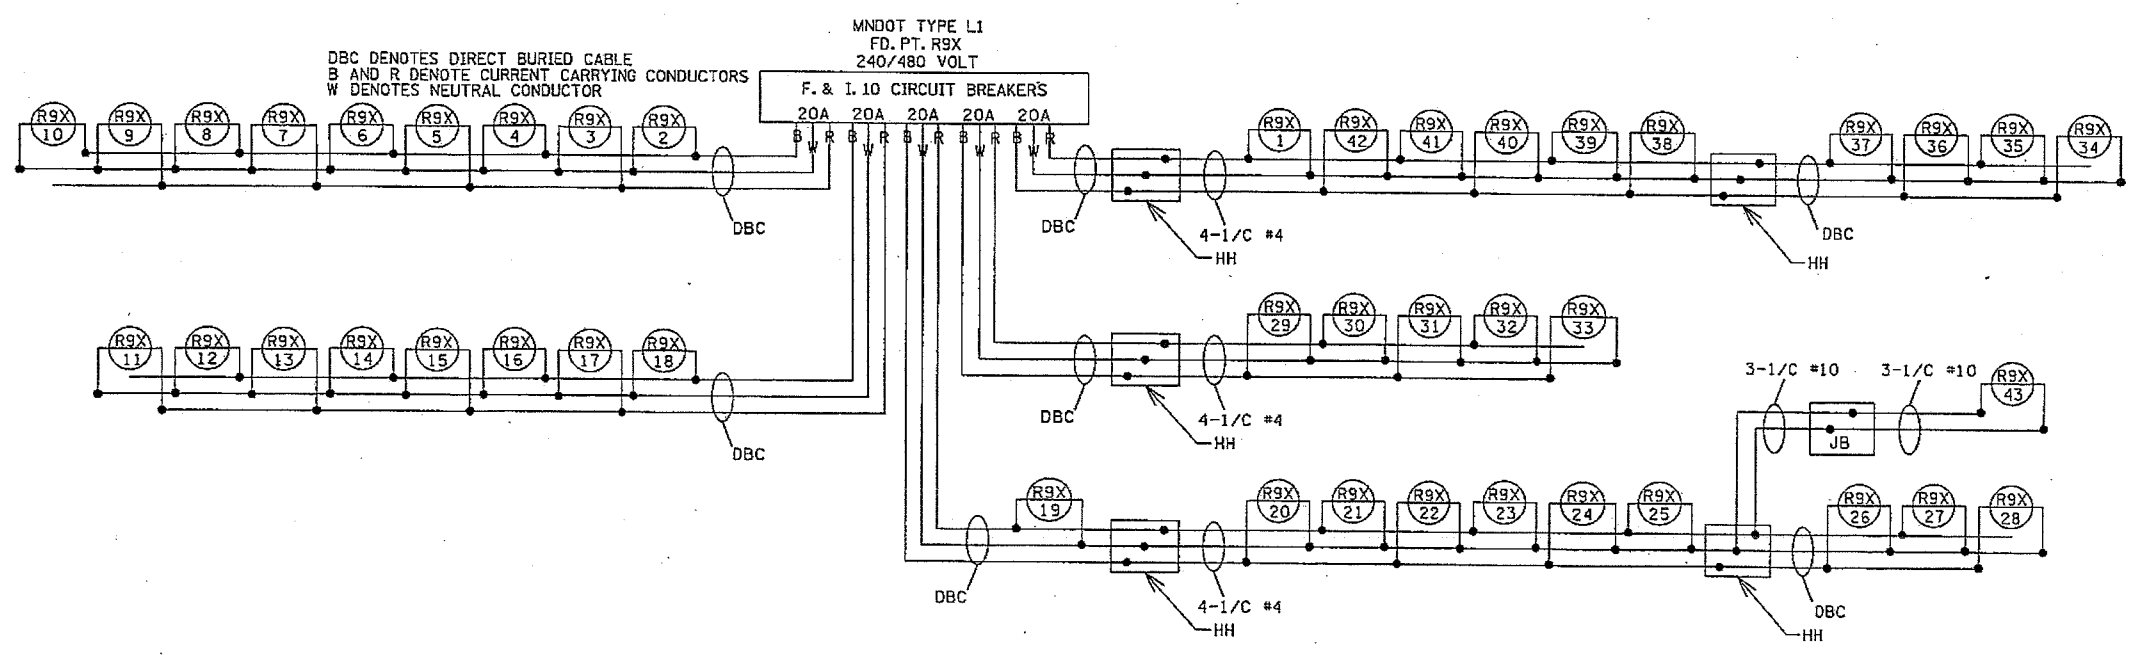 MNDOT TYPE L1
FD. PT. R9X
240/480 VOLT
DBC DENOTES DIRECT BURIED CABLE
B AND R DENOTE CURRENT CARRYING CONDUCTORS
W DENOTES NEUTRAL CONDUCTOR
F. & I. 10 CIRCUIT BREAKERS
20A 20A 20A 20A 20A
B W R B W R B W R B W R B W R
R9X 10
R9X 9
R9X 8
R9X 7
R9X 6
R9X 5
R9X 4
R9X 3
R9X 2
DBC
R9X 1
R9X 42
R9X 41
R9X 40
R9X 39
R9X 38
R9X 37
R9X 36
R9X 35
R9X 34
DBC
4-1/C #4
HH
DBC
HH
R9X 11
R9X 12
R9X 13
R9X 14
R9X 15
R9X 16
R9X 17
R9X 18
DBC
R9X 29
R9X 30
R9X 31
R9X 32
R9X 33
DBC
4-1/C #4
HH
3-1/C #10
3-1/C #10
R9X 43
JB
R9X 19
R9X 20
R9X 21
R9X 22
R9X 23
R9X 24
R9X 25
R9X 26
R9X 27
R9X 28
DBC
4-1/C #4
HH
DBC
HH